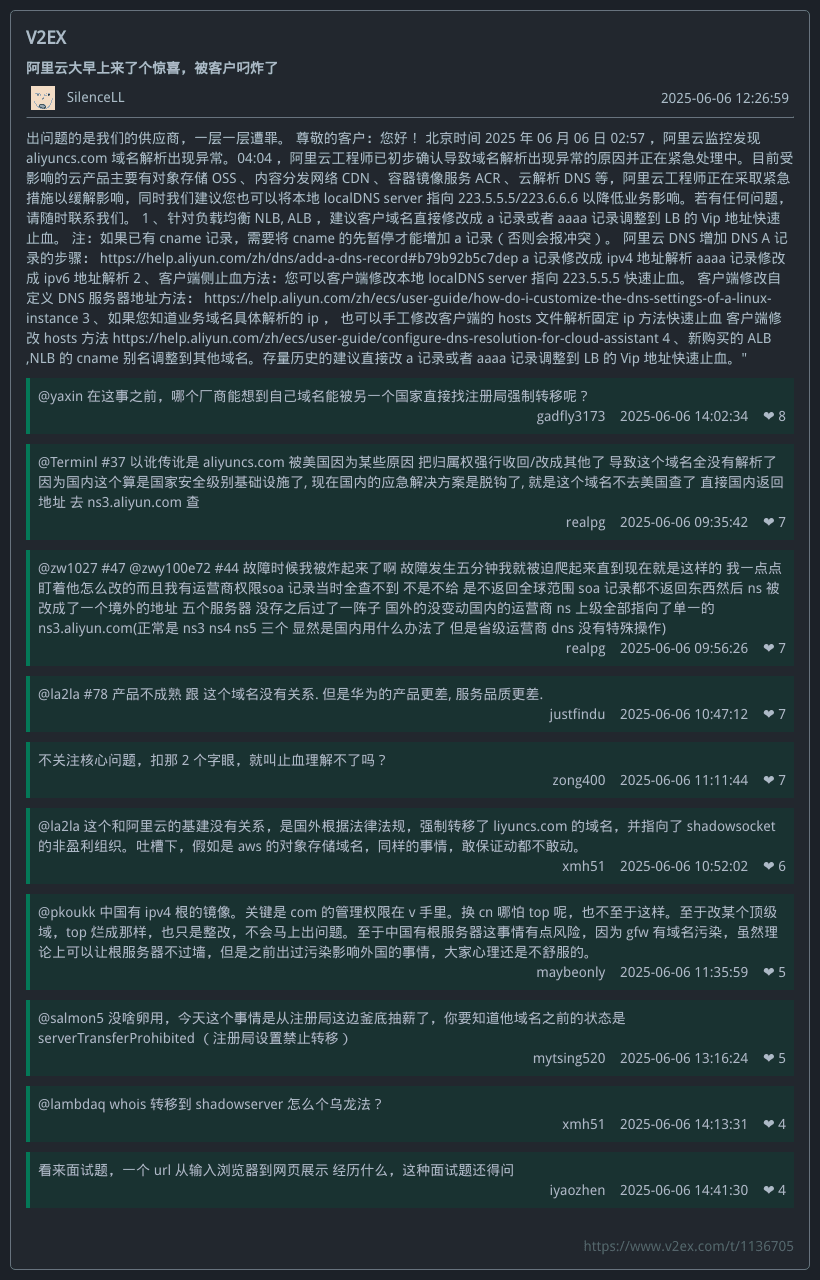 V2EX
阿里云大早上来了个惊喜，被客户叼炸了
SilenceLL 2025-06-06 12:26:59
出问题的是我们的供应商，一层一层遭罪。 尊敬的客户：您好！ 北京时间 2025 年 06 月 06 日 02:57 ，阿里云监控发现
aliyuncs.com 域名解析出现异常。04:04 ，阿里云工程师已初步确认导致域名解析出现异常的原因并正在紧急处理中。目前受
影响的云产品主要有对象存储 OSS 、内容分发网络 CDN 、容器镜像服务 ACR 、云解析 DNS 等，阿里云工程师正在采取紧急
措施以缓解影响，同时我们建议您也可以将本地 localDNS server 指向 223.5.5.5/223.6.6.6 以降低业务影响。若有任何问题，
请随时联系我们。 1 、针对负载均衡 NLB, ALB ，建议客户域名直接修改成 a 记录或者 aaaa 记录调整到 LB 的 Vip 地址快速
止血。 注：如果已有 cname 记录，需要将 cname 的先暂停才能增加 a 记录（否则会报冲突）。 阿里云 DNS 增加 DNS A 记
录的步骤： https://help.aliyun.com/zh/dns/add-a-dns-record#b79b92b5c7dep a 记录修改成 ipv4 地址解析 aaaa 记录修改
成 ipv6 地址解析 2 、客户端侧止血方法：您可以客户端修改本地 localDNS server 指向 223.5.5.5 快速止血。 客户端修改自
定义 DNS 服务器地址方法： https://help.aliyun.com/zh/ecs/user-guide/how-do-i-customize-the-dns-settings-of-a-linux-
instance 3 、如果您知道业务域名具体解析的 ip ， 也可以手工修改客户端的 hosts 文件解析固定 ip 方法快速止血 客户端修
改 hosts 方法 https://help.aliyun.com/zh/ecs/user-guide/configure-dns-resolution-for-cloud-assistant 4 、新购买的 ALB
,NLB 的 cname 别名调整到其他域名。存量历史的建议直接改 a 记录或者 aaaa 记录调整到 LB 的 Vip 地址快速止血。"
@yaxin 在这事之前，哪个厂商能想到自己域名能被另一个国家直接找注册局强制转移呢？
gadfly3173 2025-06-06 14:02:34 ❤ 8
@Terminl #37 以讹传讹是 aliyuncs.com 被美国因为某些原因 把归属权强行收回/改成其他了 导致这个域名全没有解析了
因为国内这个算是国家安全级别基础设施了, 现在国内的应急解决方案是脱钩了, 就是这个域名不去美国查了 直接国内返回
地址 去 ns3.aliyun.com 查
realpg 2025-06-06 09:35:42 ❤ 7
@zw1027 #47 @zwy100e72 #44 故障时候我被炸起来了啊 故障发生五分钟我就被迫爬起来直到现在就是这样的 我一点点
盯着他怎么改的而且我有运营商权限soa 记录当时全查不到 不是不给 是不返回全球范围 soa 记录都不返回东西然后 ns 被
改成了一个境外的地址 五个服务器 没存之后过了一阵子 国外的没变动国内的运营商 ns 上级全部指向了单一的
ns3.aliyun.com(正常是 ns3 ns4 ns5 三个 显然是国内用什么办法了 但是省级运营商 dns 没有特殊操作)
realpg 2025-06-06 09:56:26 ❤ 7
@la2la #78 产品不成熟 跟 这个域名没有关系. 但是华为的产品更差, 服务品质更差.
justfindu 2025-06-06 10:47:12 ❤ 7
不关注核心问题，扣那 2 个字眼，就叫止血理解不了吗？
zong400 2025-06-06 11:11:44 ❤ 7
@la2la 这个和阿里云的基建没有关系，是国外根据法律法规，强制转移了 liyuncs.com 的域名，并指向了 shadowsocket
的非盈利组织。吐槽下，假如是 aws 的对象存储域名，同样的事情，敢保证动都不敢动。
xmh51 2025-06-06 10:52:02 ❤ 6
@pkoukk 中国有 ipv4 根的镜像。关键是 com 的管理权限在 v 手里。换 cn 哪怕 top 呢，也不至于这样。至于改某个顶级
域，top 烂成那样，也只是整改，不会马上出问题。至于中国有根服务器这事情有点风险，因为 gfw 有域名污染，虽然理
论上可以让根服务器不过墙，但是之前出过污染影响外国的事情，大家心理还是不舒服的。
maybeonly 2025-06-06 11:35:59 ❤ 5
@salmon5 没啥卵用，今天这个事情是从注册局这边釜底抽薪了，你要知道他域名之前的状态是
serverTransferProhibited （注册局设置禁止转移）
mytsing520 2025-06-06 13:16:24 ❤ 5
@lambdaq whois 转移到 shadowserver 怎么个乌龙法？
xmh51 2025-06-06 14:13:31 ❤ 4
看来面试题，一个 url 从输入浏览器到网页展示 经历什么，这种面试题还得问
iyaozhen 2025-06-06 14:41:30 ❤ 4
https://www.v2ex.com/t/1136705